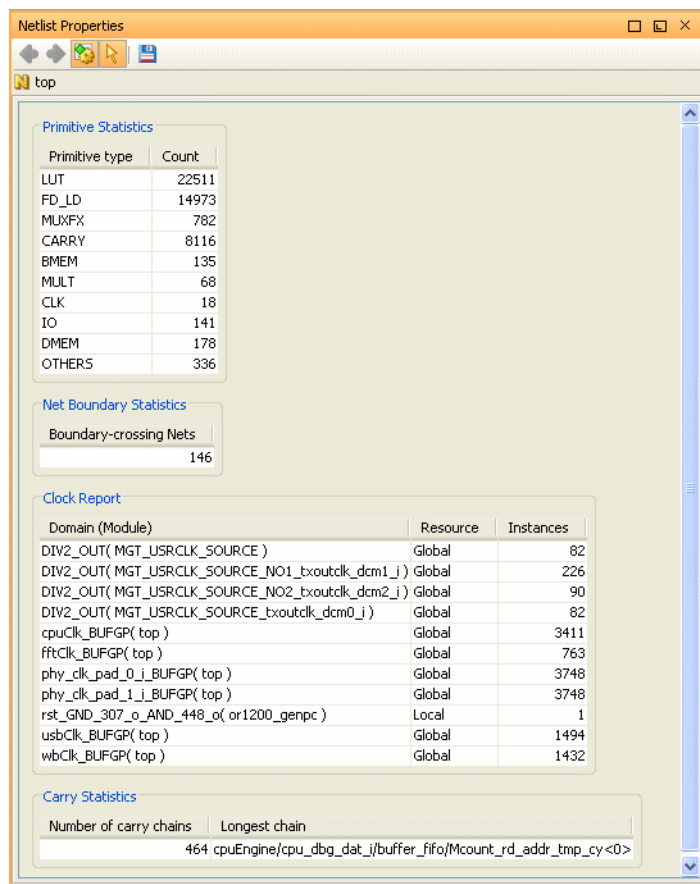 Netlist Properties
top
Primitive Statistics
Primitive type Count
LUT 22511
FD_LD 14973
MUXFX 782
CARRY 8116
BMEM 135
MULT 68
CLK 18
IO 141
DMEM 178
OTHERS 336
Net Boundary Statistics
Boundary-crossing Nets
146
Clock Report
Domain (Module) Resource Instances
DIV2_OUT( MGT_USRCLK_SOURCE ) Global 82
DIV2_OUT( MGT_USRCLK_SOURCE_NO1_txoutclk_dcm1_i ) Global 226
DIV2_OUT( MGT_USRCLK_SOURCE_NO2_txoutclk_dcm2_i ) Global 90
DIV2_OUT( MGT_USRCLK_SOURCE_txoutclk_dcm0_i ) Global 82
cpuClk_BUFGP( top ) Global 3411
fftClk_BUFGP( top ) Global 763
phy_clk_pad_0_i_BUFGP( top ) Global 3748
phy_clk_pad_1_i_BUFGP( top ) Global 3748
rst_GND_307_o_AND_448_o( or1200_genpc ) Local 1
usbClk_BUFGP( top ) Global 1494
wbClk_BUFGP( top ) Global 1432
Carry Statistics
Number of carry chains Longest chain
464 cpuEngine/cpu_dbg_dat_i/buffer_fifo/Mcount_rd_addr_tmp_cy<0>